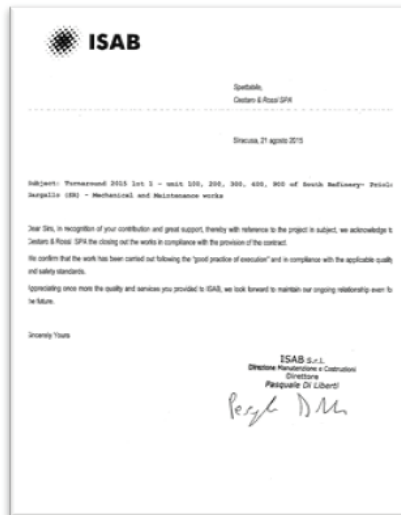 ISAB
Spettabile,
Cestaro & Rossi SPA
Siracusa, 21 agosto 2015
Subject: Turnaround 2015 lot 1 - unit 100, 200, 300, 600, 900 of South Refinery- Priolo
Gargallo (SR) - Mechanical and Maintenance works
Dear Sirs, in recognition of your contribution and great support, thereby with reference to the project in subject, we acknowledge to
Cestaro & Rossi SPA the closing out the works in compliance with the provision of the contract.
We confirm that the work has been carried out following the "good practice of execution" and in compliance with the applicable quality
and safety standards.
Appreciating once more the quality and services you provided to ISAB, we look forward to maintain our ongoing relationship even fo
the future.
Sincerely Yours
ISAB S.r.l.
Direzione Manutenzione e Costruzioni
Direttore
Pasquale Di Liberti